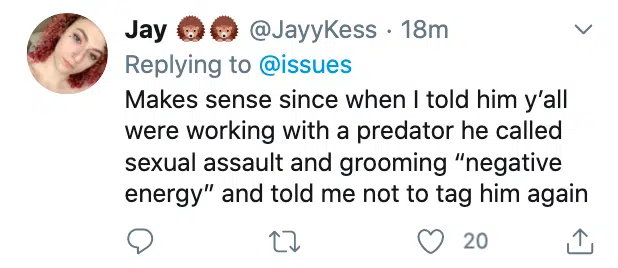 Jay 🦔🦔 @JayyKess · 18m
Replying to @issues
Makes sense since when I told him y’all
were working with a predator he called
sexual assault and grooming “negative
energy” and told me not to tag him again
20